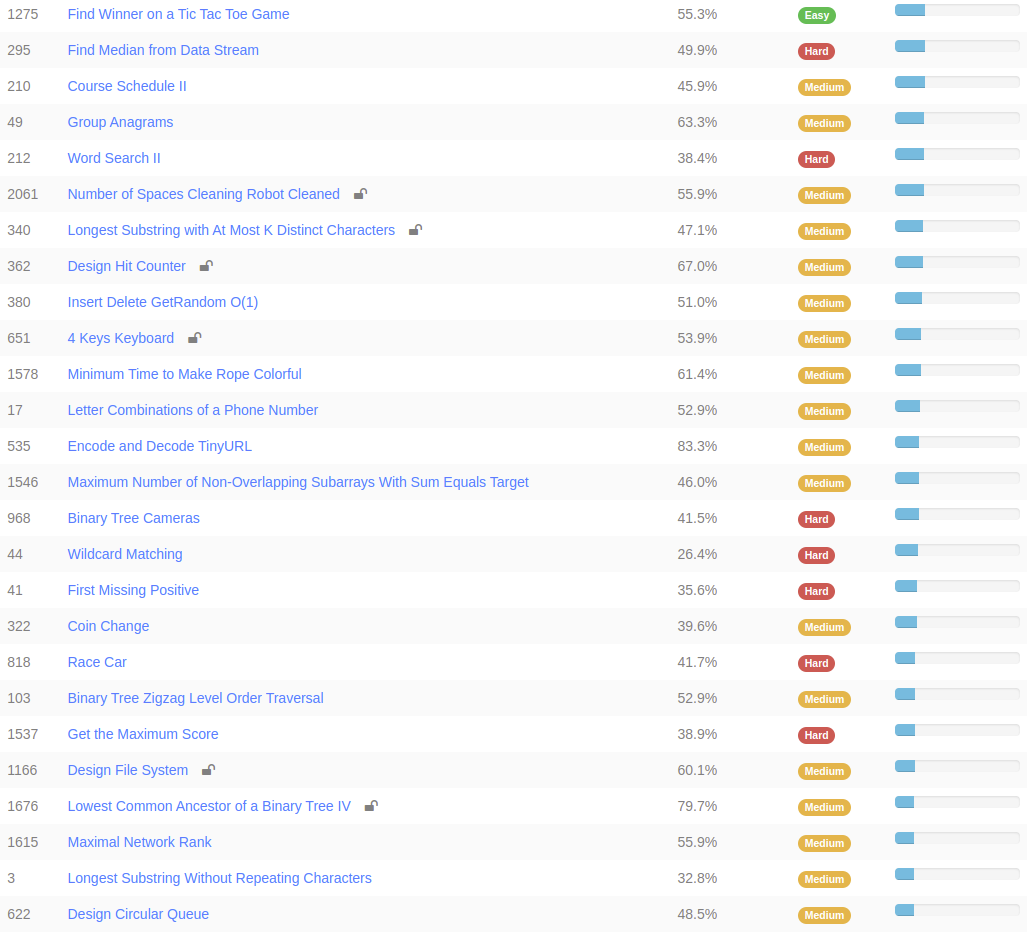 1275 Find Winner on a Tic Tac Toe Game 55.3% Easy
295 Find Median from Data Stream 49.9% Hard
210 Course Schedule II 45.9% Medium
49 Group Anagrams 63.3% Medium
212 Word Search II 38.4% Hard
2061 Number of Spaces Cleaning Robot Cleaned 55.9% Medium
340 Longest Substring with At Most K Distinct Characters 47.1% Medium
362 Design Hit Counter 67.0% Medium
380 Insert Delete GetRandom O(1) 51.0% Medium
651 4 Keys Keyboard 53.9% Medium
1578 Minimum Time to Make Rope Colorful 61.4% Medium
17 Letter Combinations of a Phone Number 52.9% Medium
535 Encode and Decode TinyURL 83.3% Medium
1546 Maximum Number of Non-Overlapping Subarrays With Sum Equals Target 46.0% Medium
968 Binary Tree Cameras 41.5% Hard
44 Wildcard Matching 26.4% Hard
41 First Missing Positive 35.6% Hard
322 Coin Change 39.6% Medium
818 Race Car 41.7% Hard
103 Binary Tree Zigzag Level Order Traversal 52.9% Medium
1537 Get the Maximum Score 38.9% Hard
1166 Design File System 60.1% Medium
1676 Lowest Common Ancestor of a Binary Tree IV 79.7% Medium
1615 Maximal Network Rank 55.9% Medium
3 Longest Substring Without Repeating Characters 32.8% Medium
622 Design Circular Queue 48.5% Medium